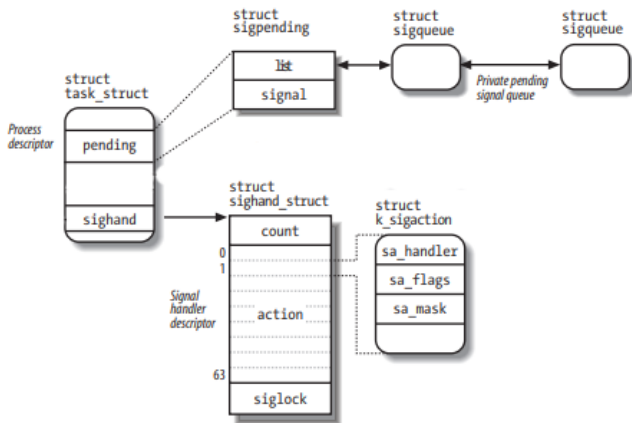 struct
sigpending
struct
sigqueue
struct
sigqueue
list
signal
Private pending
signal queue
struct
task_struct
Process
descriptor
pending
sighand
struct
sighand_struct
count
0
1
Signal
handler
descriptor
action
63
siglock
struct
k_sigaction
sa_handler
sa_flags
sa_mask